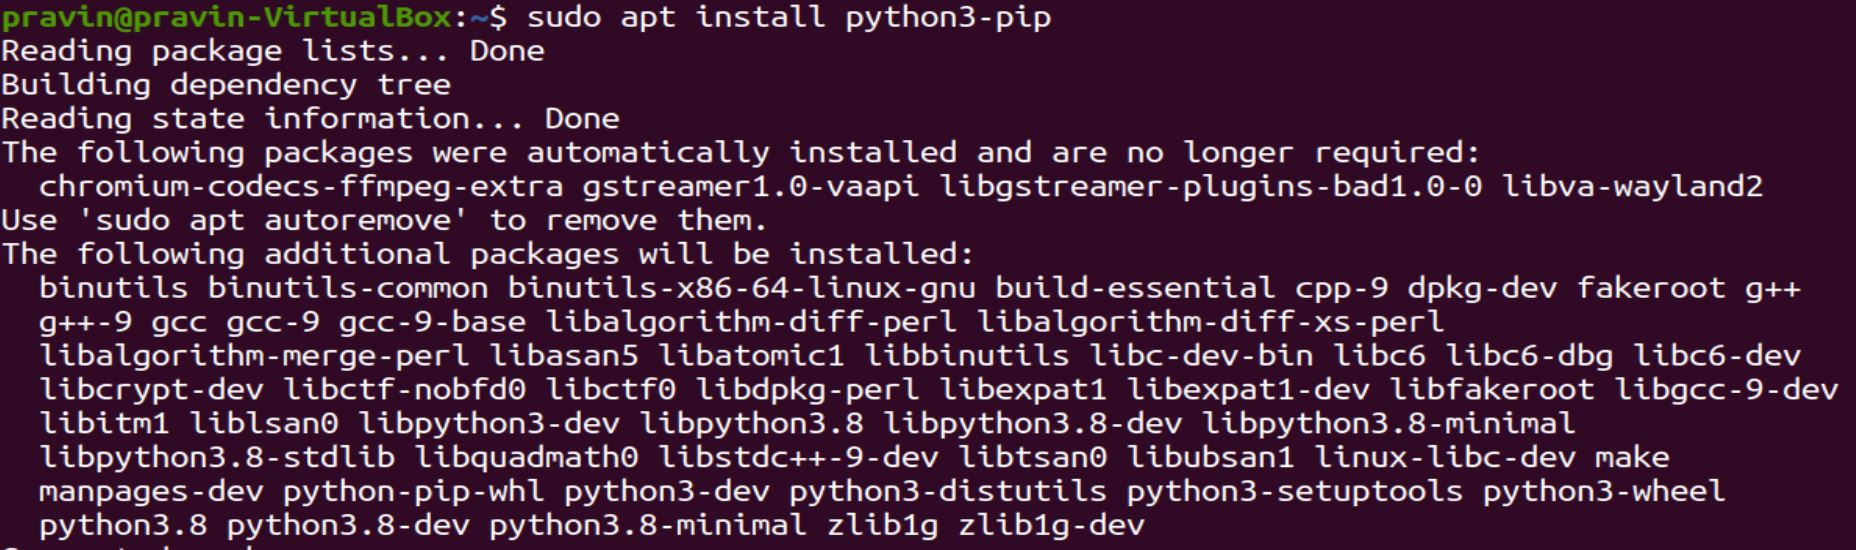 pravin@pravin-VirtualBox:~$ sudo apt install python3-pip
Reading package lists... Done
Building dependency tree
Reading state information... Done
The following packages were automatically installed and are no longer required:
  chromium-codecs-ffmpeg-extra gstreamer1.0-vaapi libgstreamer-plugins-bad1.0-0 libva-wayland2
Use 'sudo apt autoremove' to remove them.
The following additional packages will be installed:
  binutils binutils-common binutils-x86-64-linux-gnu build-essential cpp-9 dpkg-dev fakeroot g++
  g++-9 gcc gcc-9 gcc-9-base libalgorithm-diff-perl libalgorithm-diff-xs-perl
  libalgorithm-merge-perl libasan5 libatomic1 libbinutils libc-dev-bin libc6 libc6-dbg libc6-dev
  libcrypt-dev libctf-nobfd0 libctf0 libdpkg-perl libexpat1 libexpat1-dev libfakeroot libgcc-9-dev
  libitm1 liblsan0 libpython3-dev libpython3.8 libpython3.8-dev libpython3.8-minimal
  libpython3.8-stdlib libquadmath0 libstdc++-9-dev libtsan0 libubsan1 linux-libc-dev make
  manpages-dev python-pip-whl python3-dev python3-distutils python3-setuptools python3-wheel
  python3.8 python3.8-dev python3.8-minimal zlib1g zlib1g-dev